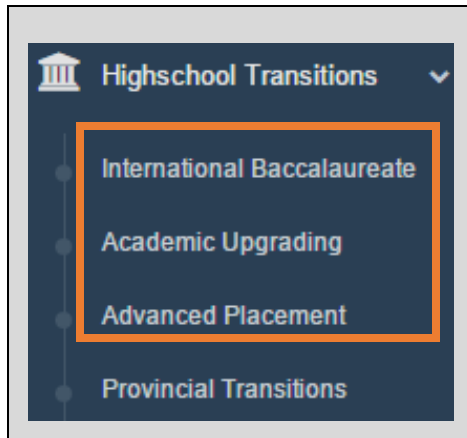 Highschool Transitions
International Baccalaureate
Academic Upgrading
Advanced Placement
Provincial Transitions